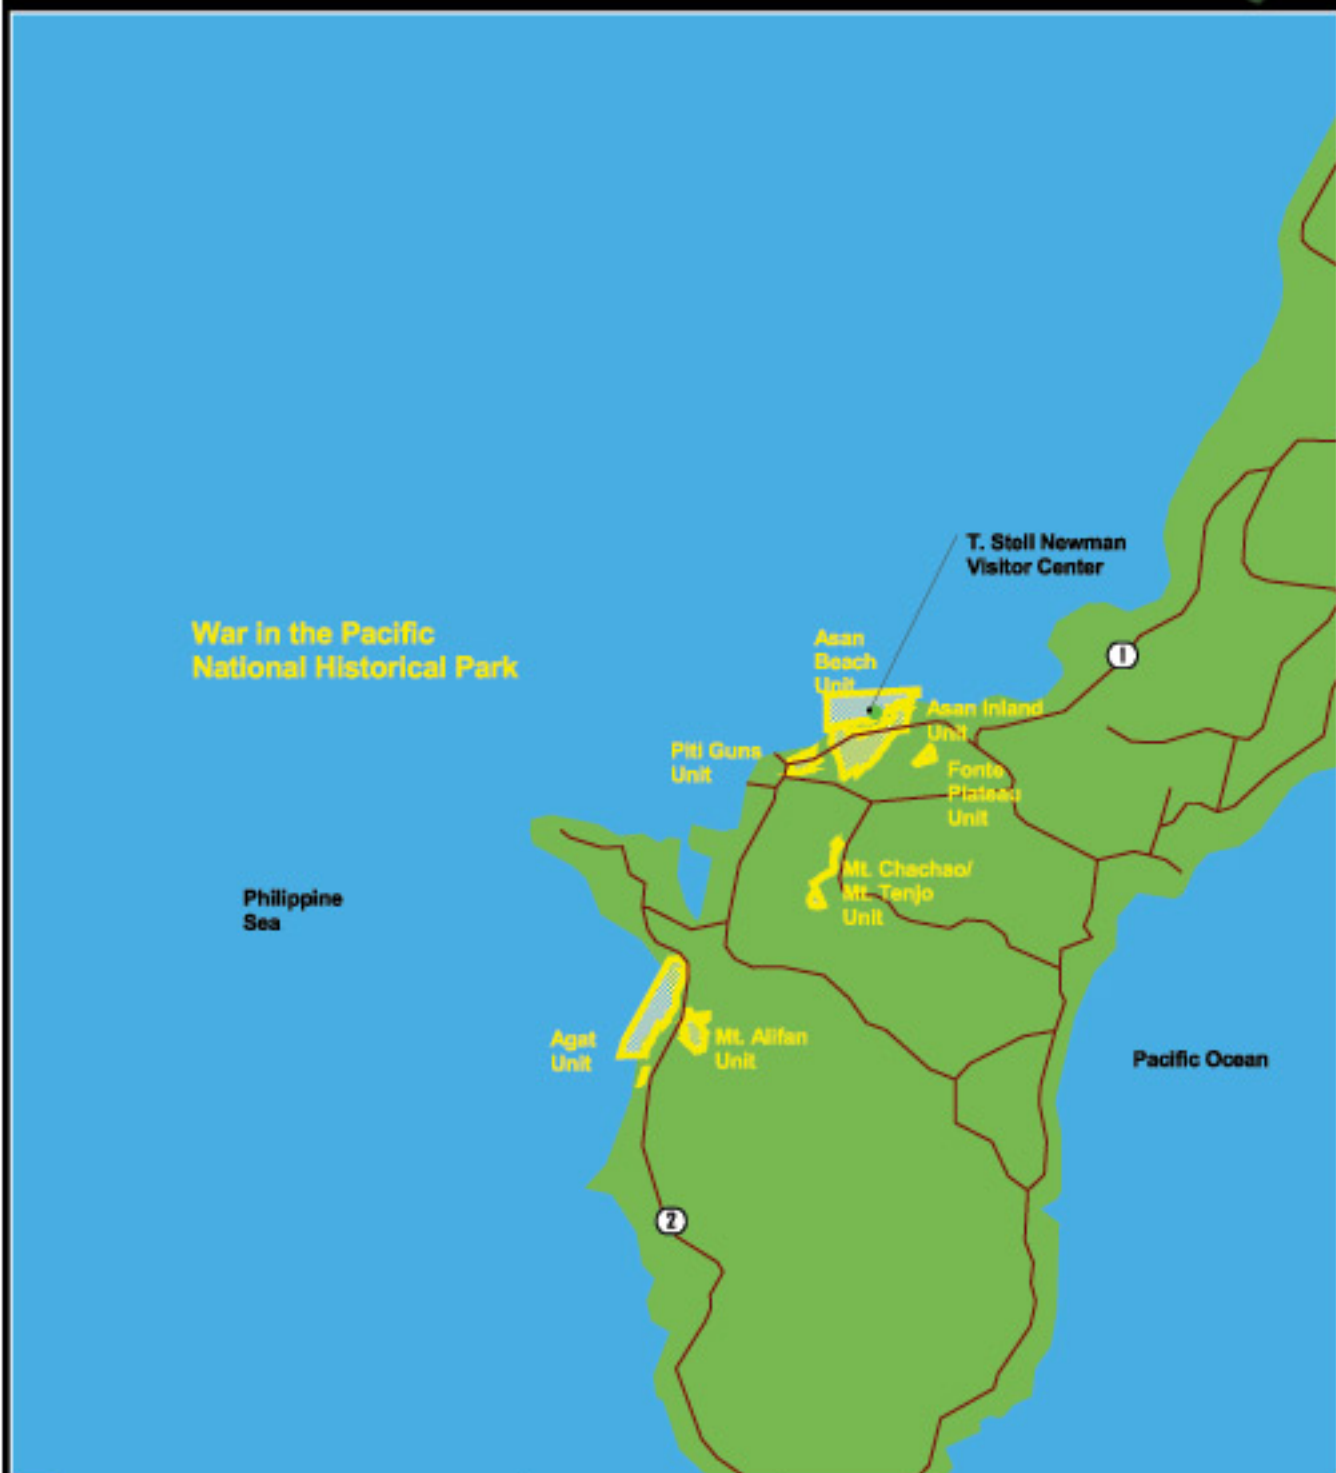 T. Stell Newman
Visitor Center
War in the Pacific
National Historical Park
Asan
Beach
Unit
1
Asan Inland
Unit
Piti Guns
Unit
Fonte
Plateau
Unit
Mt. Chachao/
Mt. Tenjo
Unit
Philippine
Sea
Agat
Unit
Mt. Alifan
Unit
Pacific Ocean
2